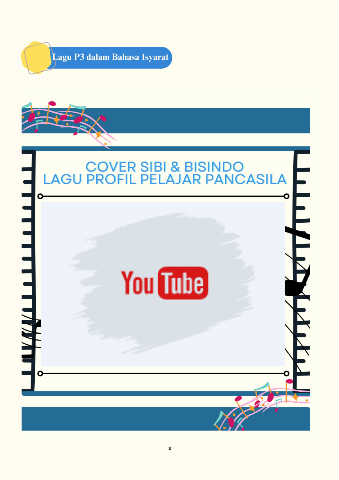 Lagu P3 dalam Bahasa Isyarat
COVER SIBI & BISINDO
LAGU PROFIL PELAJAR PANCASILA
YouTube